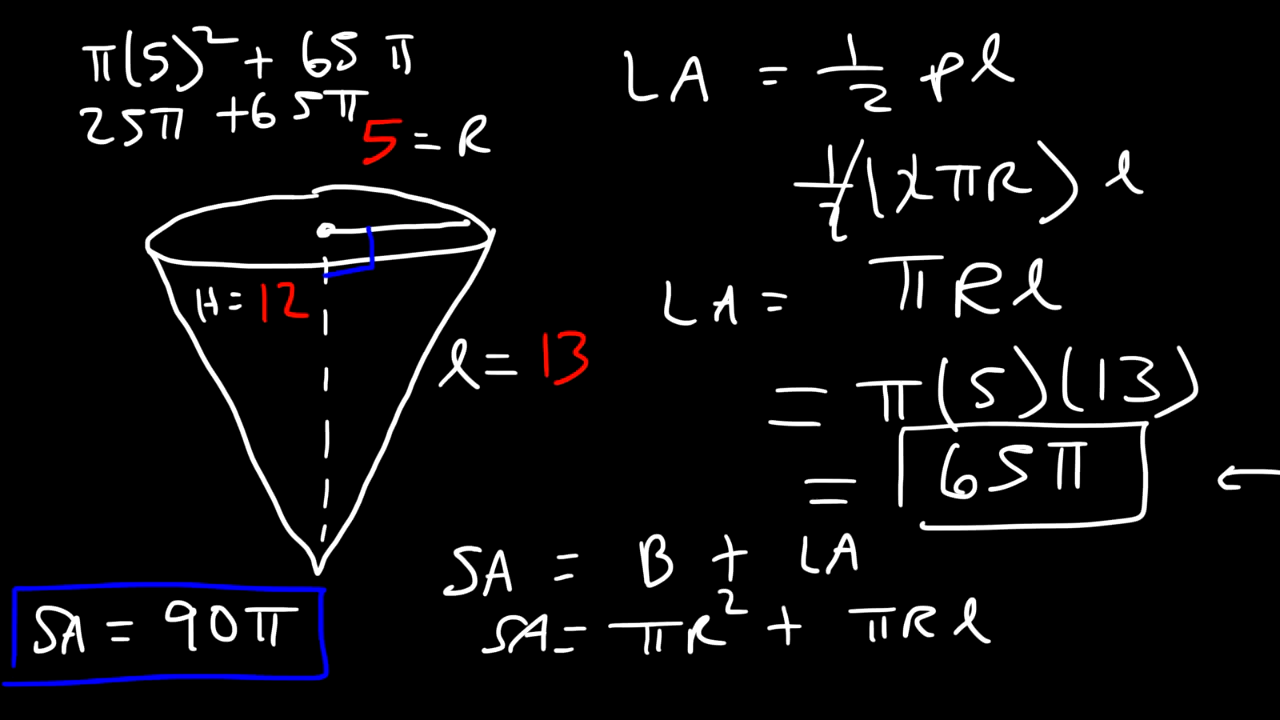 π(5)² + 65 π
25π + 65π
5 = R
H = 12
l = 13
SA = 90π
LA = 1/2 pl
1/2 (2πR) l
LA = πRl
= π(5)(13)
= 65π
SA = B + LA
SA = πR² + πRl